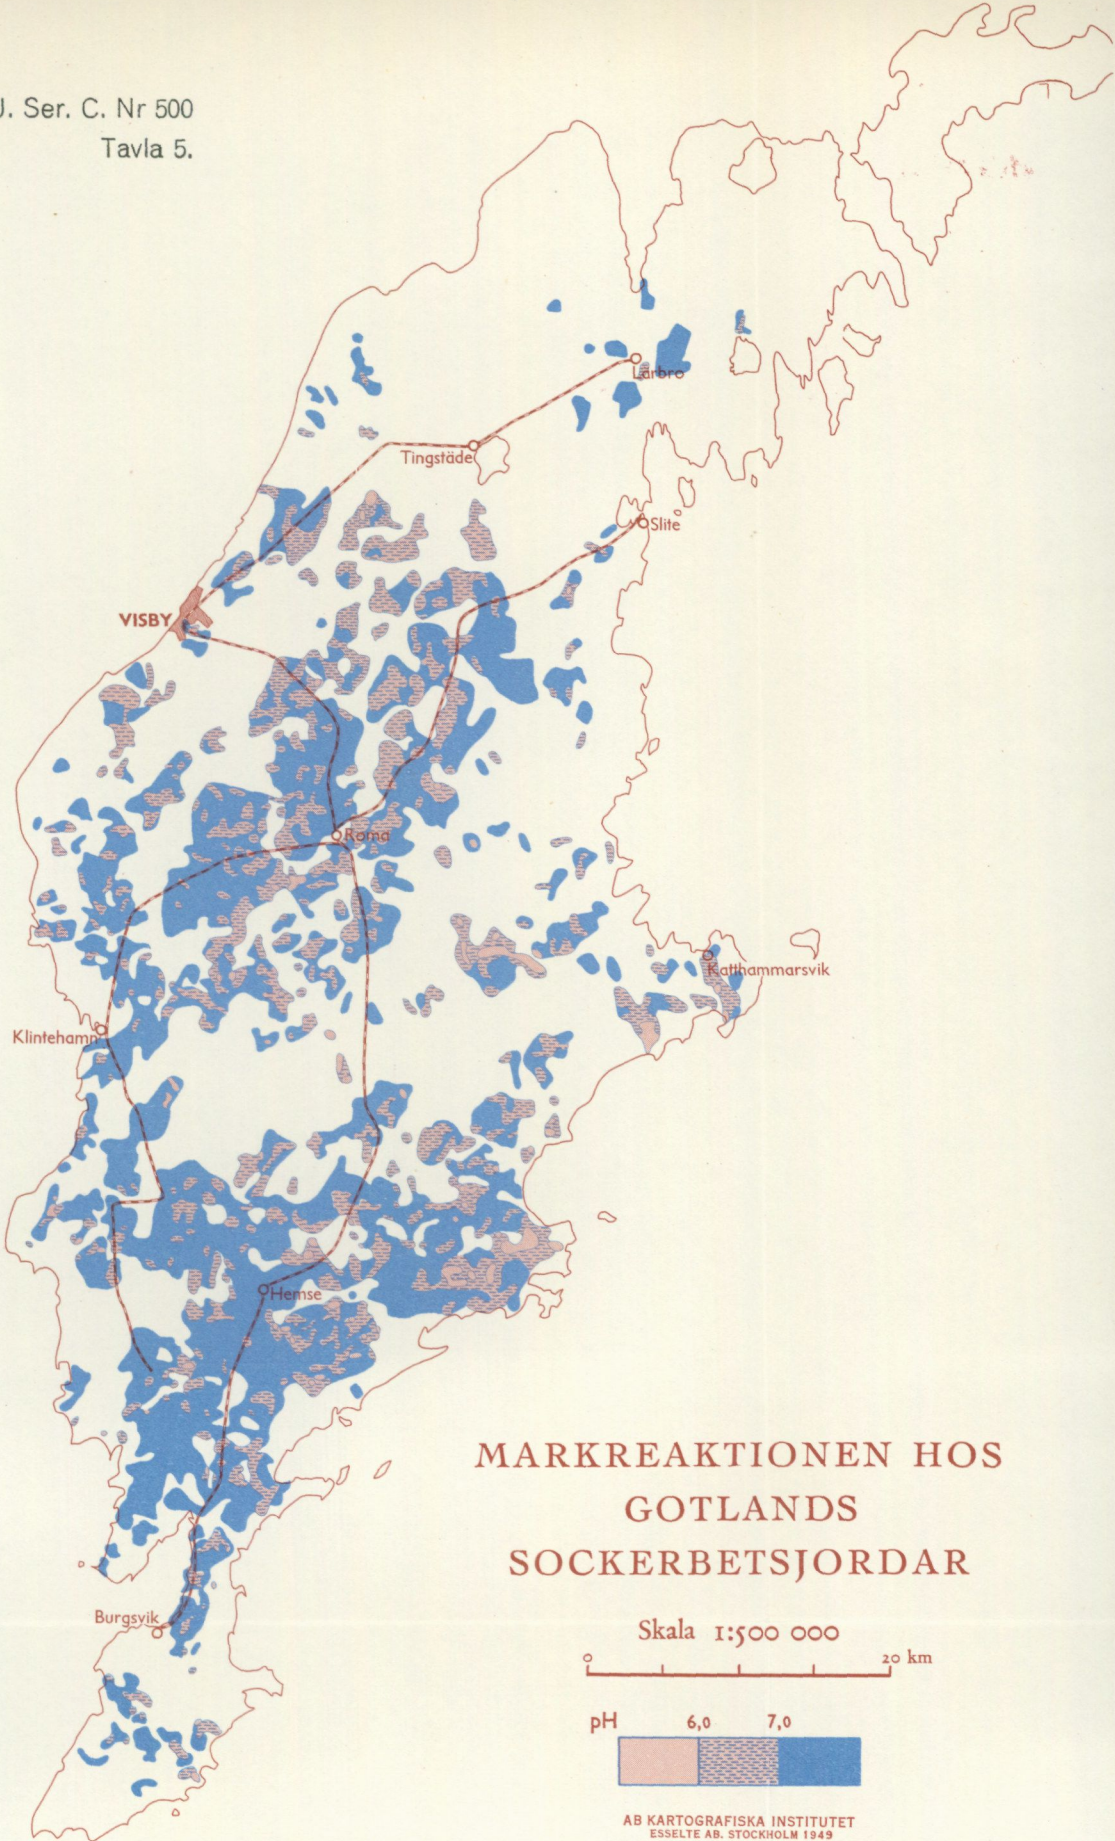 J. Ser. C. Nr 500
Tavla 5.
Lärbro
Tingstäde
Slite
VISBY
Roma
Katthammarsvik
Klintehamn
Hemse
Burgsvik
MARKREAKTIONEN HOS
GOTLANDS
SOCKERBETSJORDAR
Skala 1:500 000
0 20 km
pH 6,0 7,0
AB KARTOGRAFISKA INSTITUTET
ESSELTE AB. STOCKHOLM 1949